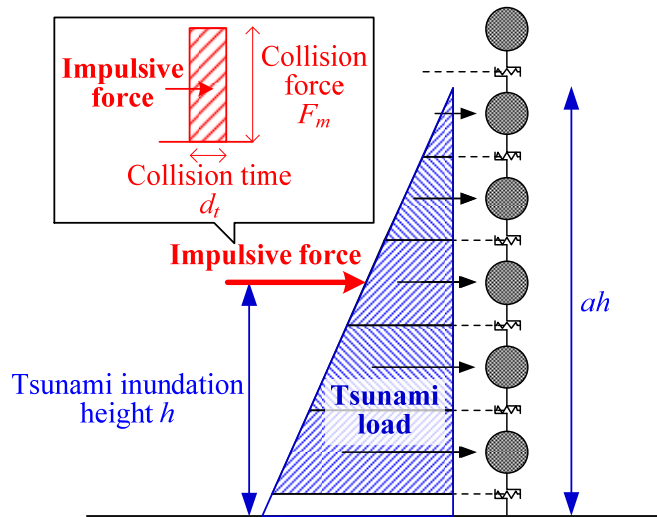 Impulsive
force
Collision
force
F_m
Collision time
d_t
Impulsive force
Tsunami inundation
height h
Tsunami
load
ah